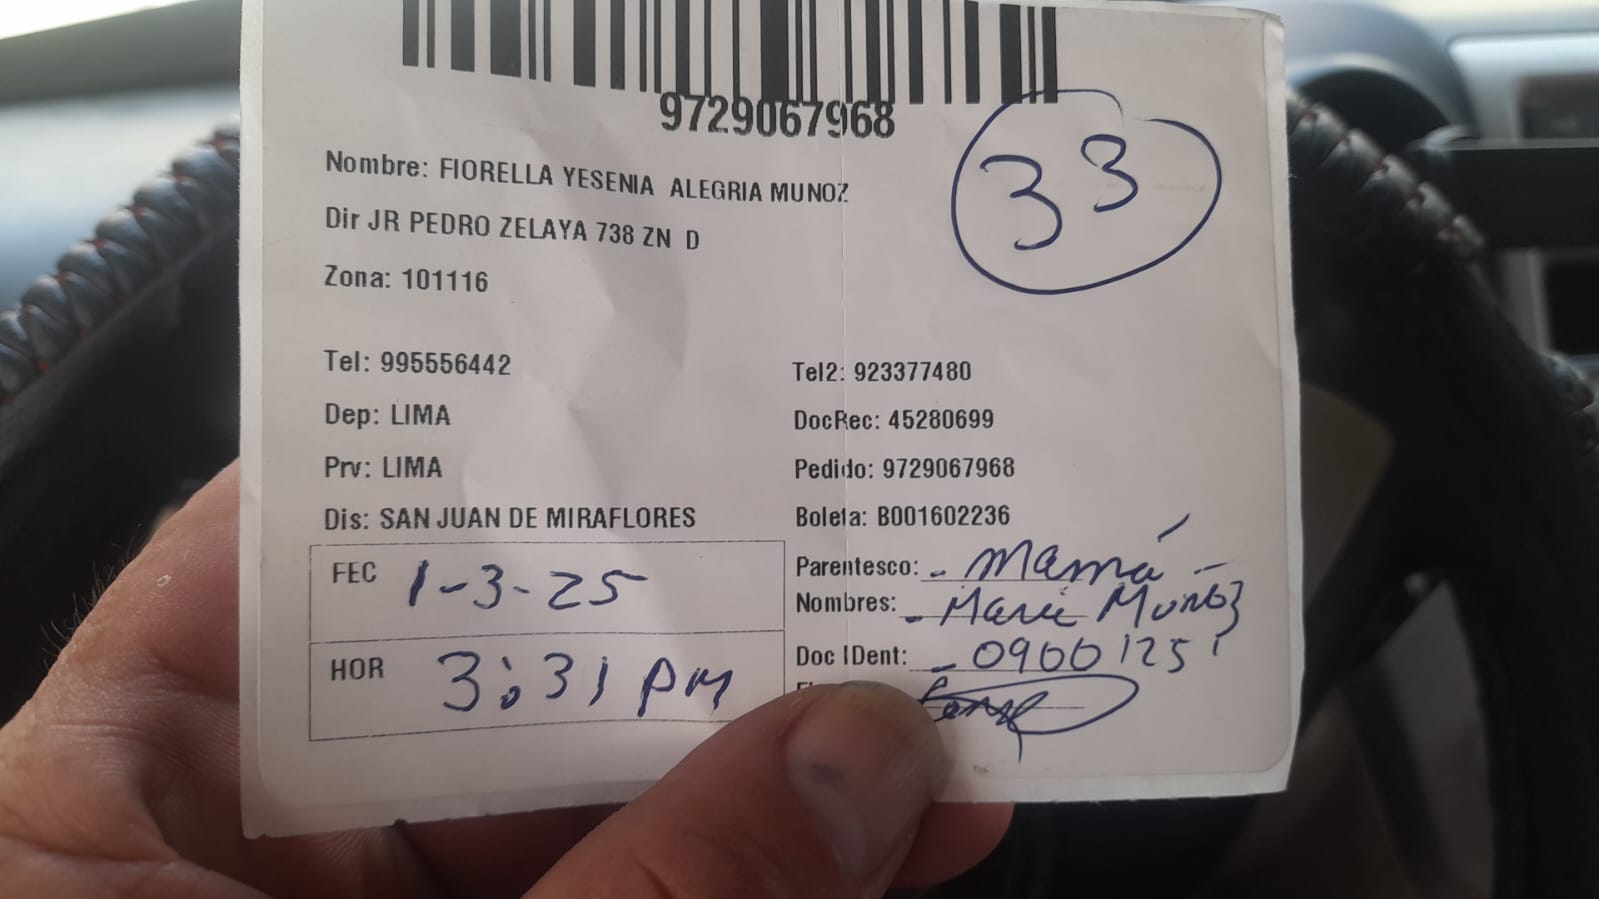 9729067968
33
Nombre: FIORELLA YESENIA ALEGRIA MUNOZ
Dir JR PEDRO ZELAYA 738 ZN D
Zona: 101116
Tel: 995556442
Tel2: 923377480
Dep: LIMA
DocRec: 45280699
Prv: LIMA
Pedido: 9729067968
Dis: SAN JUAN DE MIRAFLORES
Boleta: B001602236
FEC 1-3-25
Parentesco: - Mamá -
Nombres: - Marie Muñoz
HOR 3:31 pm
Doc IDent: -